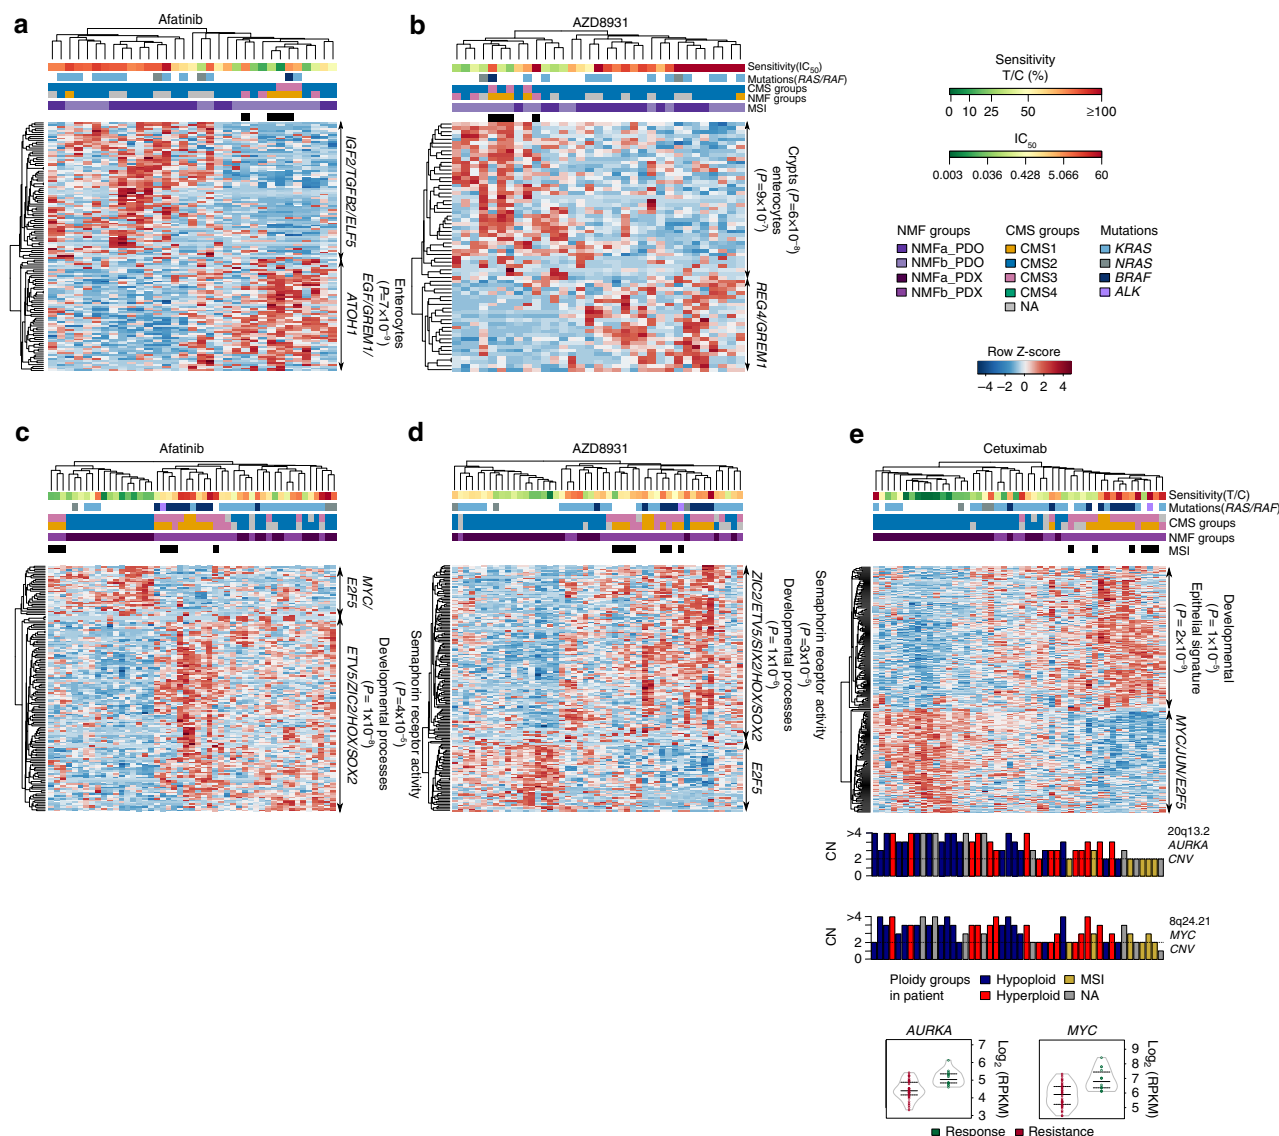 a
Afatinib
IGF2/TGFB2/ELF5
Enterocytes
(P=7×10⁻⁹)
EGF/GREM1/
ATOH1
b
AZD8931
Sensitivity(IC50)
Mutations(RAS/RAF)
CMS groups
NMF groups
MSI
Crypts (P=6×10⁻⁸)
enterocytes
(P=9×10⁻⁷)
REG4/GREM1
Sensitivity
T/C (%)
0 10 25 50 ≥100
IC50
0.003 0.036 0.428 5.066 60
NMF groups
NMFa_PDO
NMFb_PDO
NMFa_PDX
NMFb_PDX
CMS groups
CMS1
CMS2
CMS3
CMS4
NA
Mutations
KRAS
NRAS
BRAF
ALK
Row Z-score
−4 −2 0 2 4
c
Afatinib
MYC/
E2F5
Semaphorin receptor activity
(P=4×10⁻⁶)
Developmental processes
(P = 1×10⁻⁸)
ETV5/ZIC2/HOX/SOX2
d
AZD8931
Semaphorin receptor activity
(P=3×10⁻⁵)
Developmental processes
(P = 1×10⁻⁶)
ZIC2/ETV5/SIX2/HOX/SOX2
E2F5
e
Cetuximab
Sensitivity(T/C)
Mutations(RAS/RAF)
CMS groups
NMF groups
MSI
Developmental
(P = 1×10⁻⁵)
Epithelial signature
(P = 2×10⁻⁹)
MYC/JUN/E2F5
CN
>4
2
0
20q13.2
AURKA
CNV
CN
>4
2
0
8q24.21
MYC
CNV
Ploidy groups
in patient
Hypoploid
Hyperploid
MSI
NA
AURKA
7
6
5
4
3
Log2 (RPKM)
MYC
9
8
7
6
5
Log2 (RPKM)
Response
Resistance